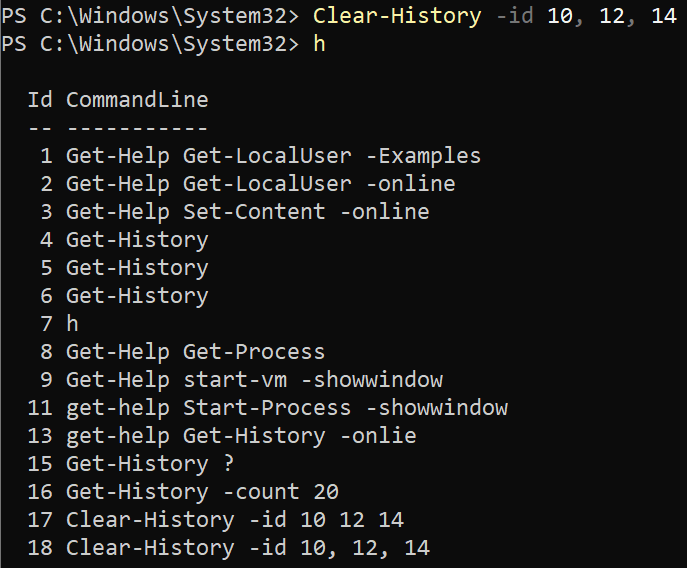 PS C:\Windows\System32> Clear-History -id 10, 12, 14
PS C:\Windows\System32> h
Id CommandLine
-- -----------
1 Get-Help Get-LocalUser -Examples
2 Get-Help Get-LocalUser -online
3 Get-Help Set-Content -online
4 Get-History
5 Get-History
6 Get-History
7 h
8 Get-Help Get-Process
9 Get-Help start-vm -showwindow
11 get-help Start-Process -showwindow
13 get-help Get-History -onlie
15 Get-History ?
16 Get-History -count 20
17 Clear-History -id 10 12 14
18 Clear-History -id 10, 12, 14